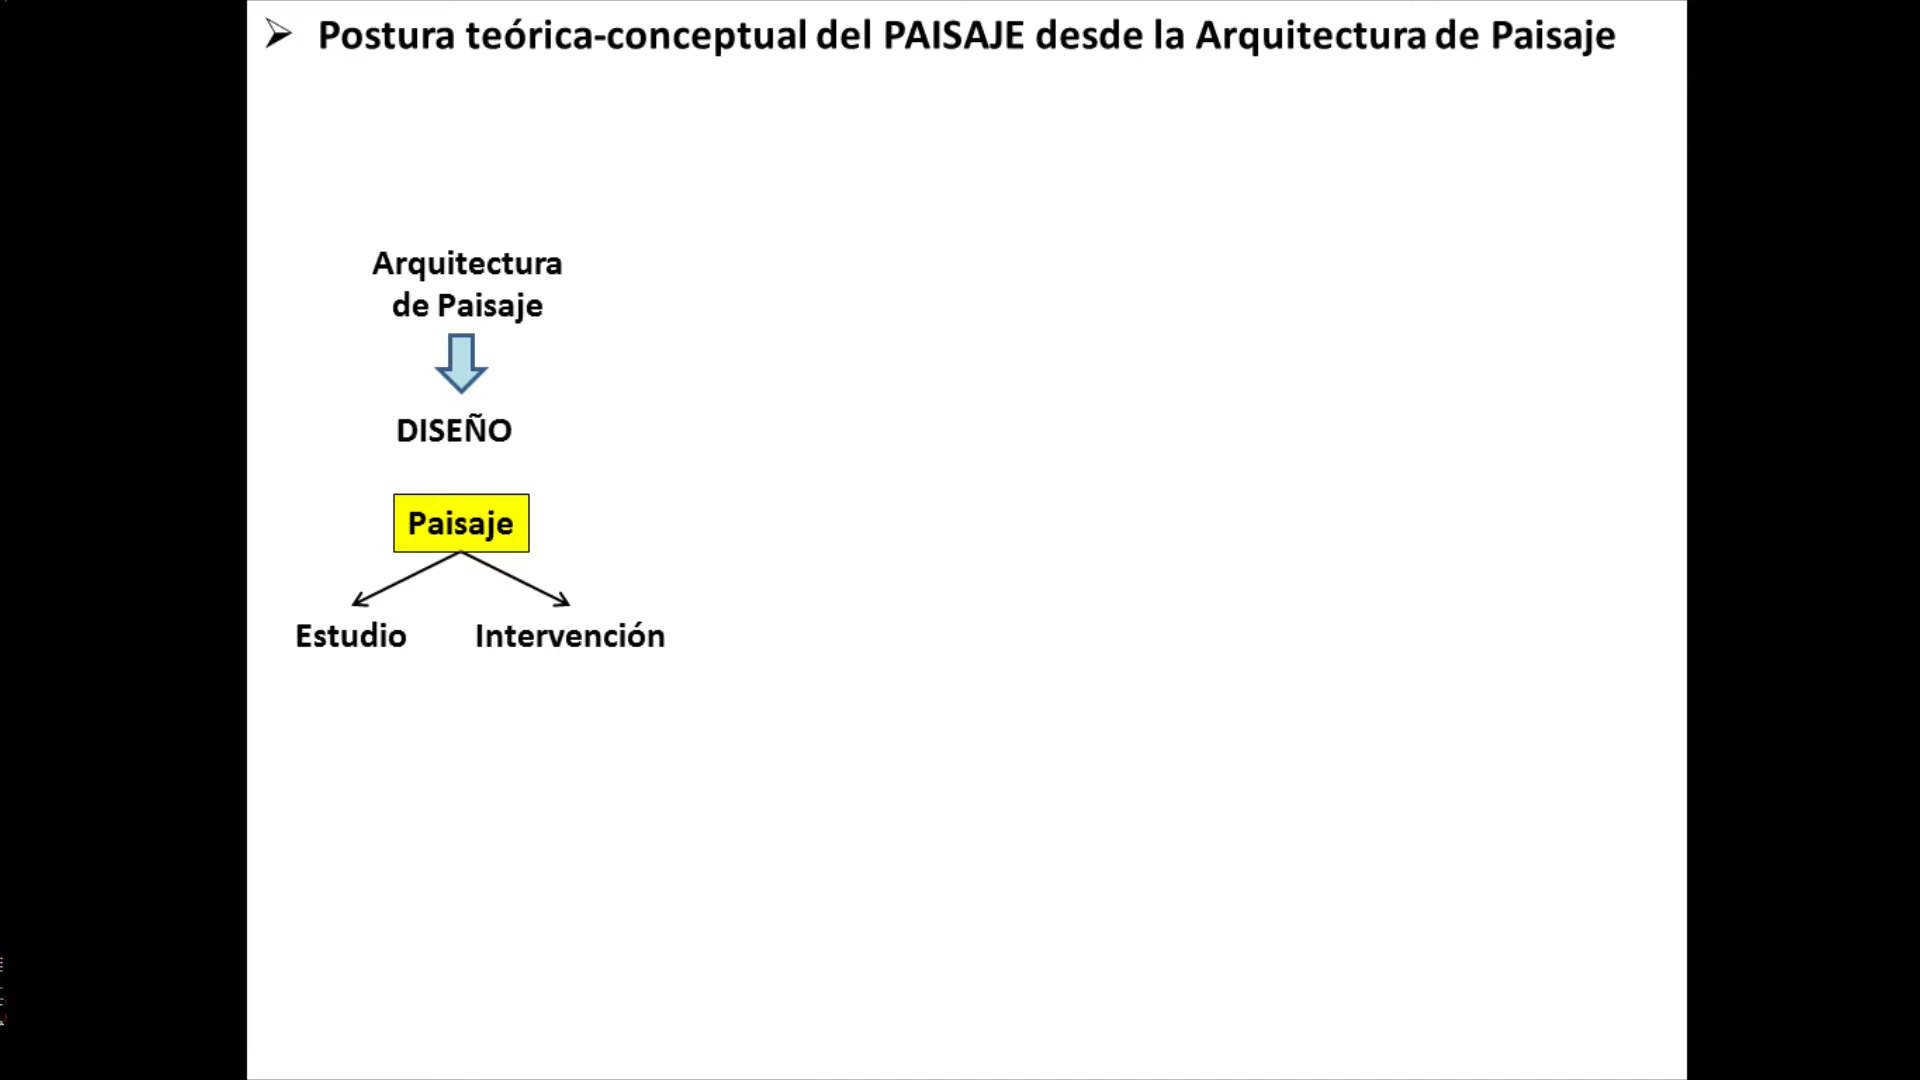 Postura teórica-conceptual del PAISAJE desde la Arquitectura de Paisaje
Arquitectura
de Paisaje
DISEÑO
Paisaje
Estudio
Intervención